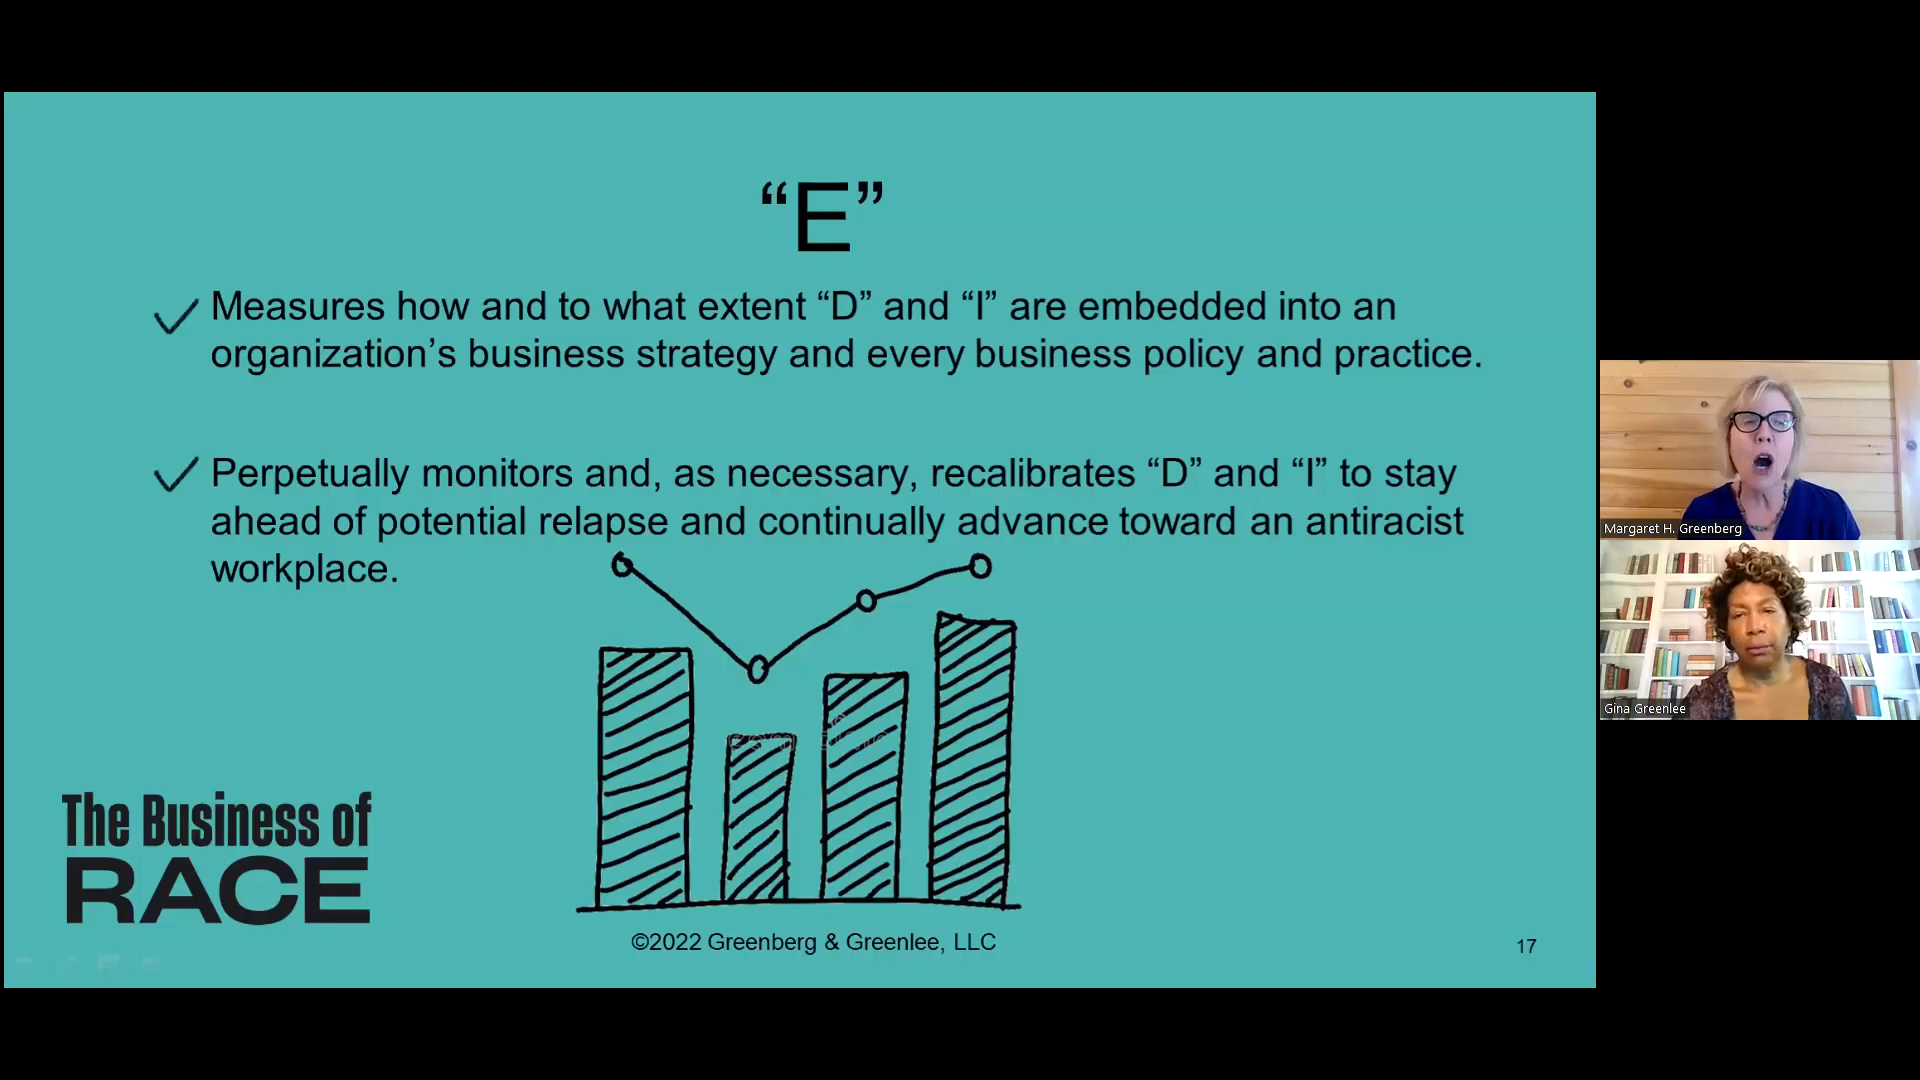 “E”
Measures how and to what extent “D” and “I” are embedded into an
organization’s business strategy and every business policy and practice.
Perpetually monitors and, as necessary, recalibrates “D” and “I” to stay
ahead of potential relapse and continually advance toward an antiracist
workplace.
The Business of
RACE
©2022 Greenberg & Greenlee, LLC
17
Margaret H. Greenberg
Gina Greenlee